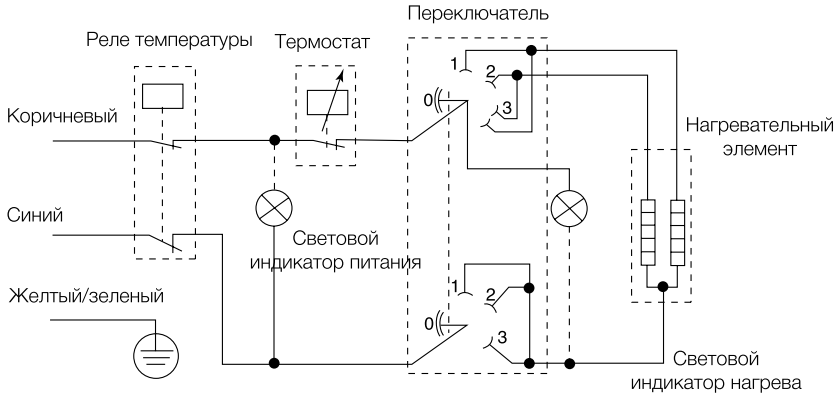 Переключатель
Реле температуры
Термостат
1
2
0
3
Коричневый
Нагревательный
элемент
Синий
Световой
индикатор питания
Желтый/зеленый
1
2
0
3
Световой
индикатор нагрева